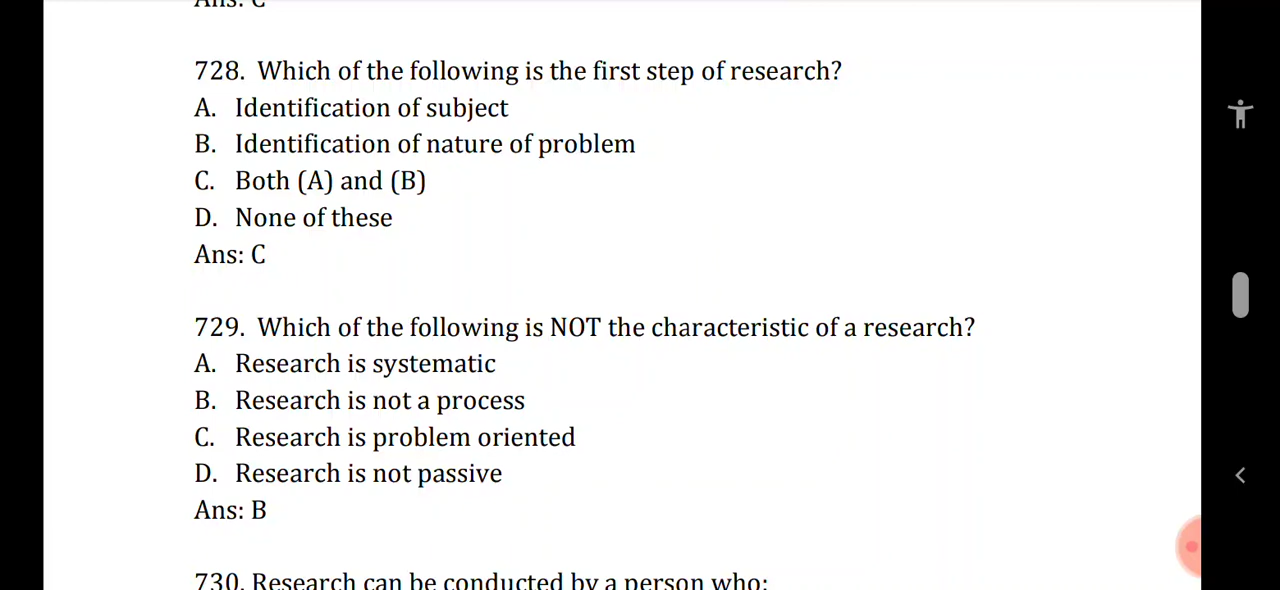 Ans: C
728. Which of the following is the first step of research?
A. Identification of subject
B. Identification of nature of problem
C. Both (A) and (B)
D. None of these
Ans: C
729. Which of the following is NOT the characteristic of a research?
A. Research is systematic
B. Research is not a process
C. Research is problem oriented
D. Research is not passive
Ans: B
730. Research can be conducted by a person who: